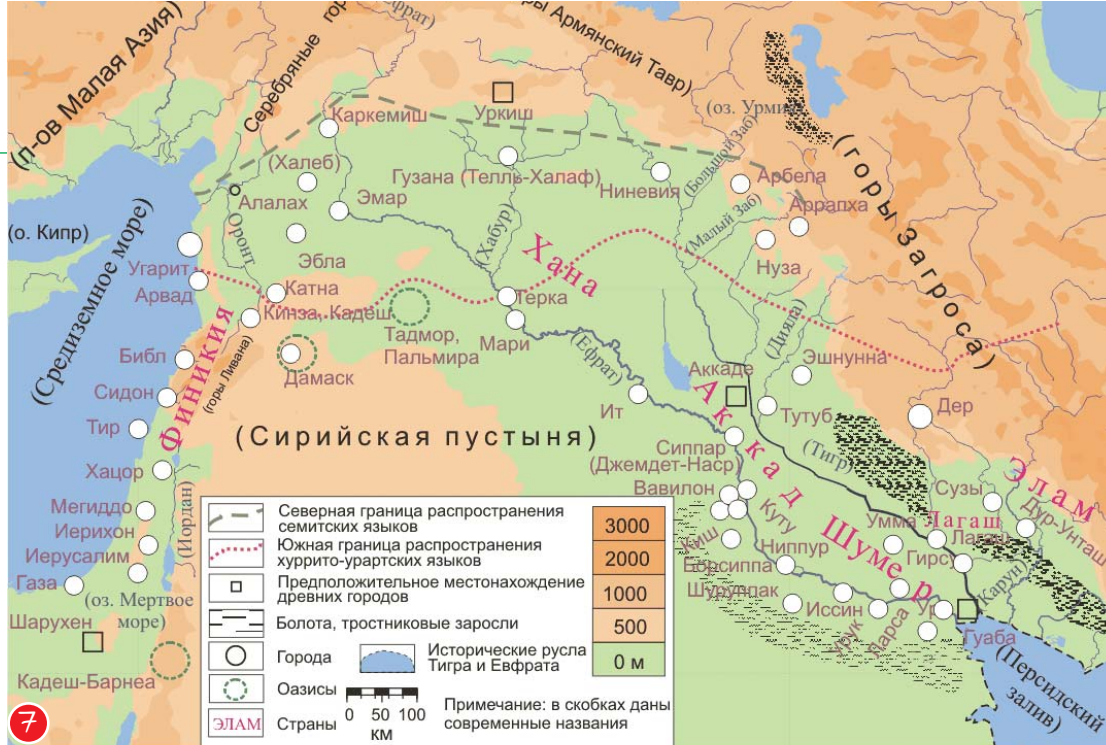 (п-ов Малая Азия)
Серебряные горы
(Ефрат)
горы Армянский Тавр)
(оз. Урмия)
(горы Загроса)
Каркемиш
Уркиш
(Халеб)
Гузана (Телль-Халаф)
Ниневия
(Большой Заб)
Арбела
Алалах
Эмар
(Хабур)
(Малый Заб)
Аррапха
(о. Кипр)
(Средиземное море)
Оронт
Эбла
Хана
Нуза
Угарит
Арвад
Катна
Кинза, Кадеш
Терка
Тадмор,
Пальмира
Мари
(Дияла)
Эшнунна
Финикия
(горы Ливана)
Библ
Дамаск
(Ефрат)
Аккаде
Аккад
Сидон
Ит
Тутуб
Дер
Тир
(Сирийская пустыня)
Сиппар
(Джемдет-Наср)
(Тигр)
Элам
Хацор
Вавилон
Сузы
Мегиддо
(Иордан)
Куту
Умма
Лагаш
Дур-Унташ
Иерихон
Киш
Ниппур
Шумер
Гирсу
Лагаш
Иерусалим
Борсиппа
Газа
(оз. Мертвое
море)
Шуруппак
Иссин
Урук
Ларса
Ур
(Карун)
Шарухен
Гуаба
Кадеш-Барнеа
(Персидский
залив)
Северная граница распространения
семитских языков
Южная граница распространения
хуррито-урартских языков
Предположительное местонахождение
древних городов
Болота, тростниковые заросли
Города
Исторические русла
Тигра и Евфрата
Оазисы
ЭЛАМ
Страны
0 50 100
км
Примечание: в скобках даны
современные названия
3000
2000
1000
500
0 м
7